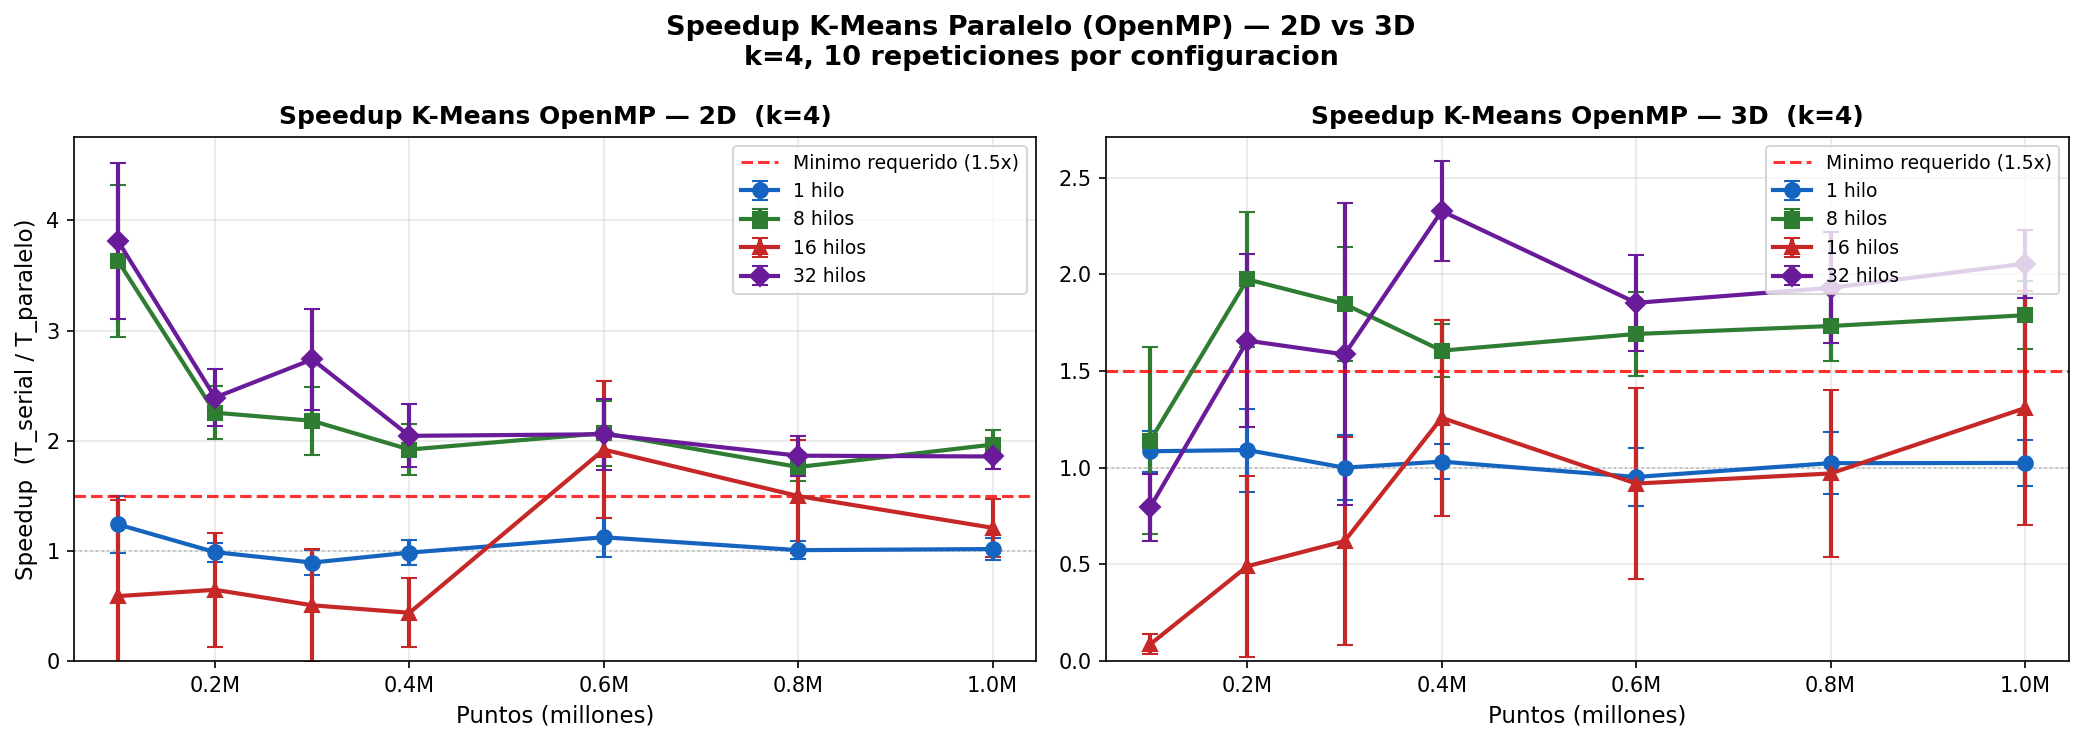 Speedup K-Means Paralelo (OpenMP) — 2D vs 3D
k=4, 10 repeticiones por configuracion
Speedup K-Means OpenMP — 2D  (k=4)
Speedup (T_serial / T_paralelo)
4
3
2
1
0
Minimo requerido (1.5x)
1 hilo
8 hilos
16 hilos
32 hilos
0.2M
0.4M
0.6M
0.8M
1.0M
Puntos (millones)
Speedup K-Means OpenMP — 3D  (k=4)
2.5
2.0
1.5
1.0
0.5
0.0
Minimo requerido (1.5x)
1 hilo
8 hilos
16 hilos
32 hilos
0.2M
0.4M
0.6M
0.8M
1.0M
Puntos (millones)